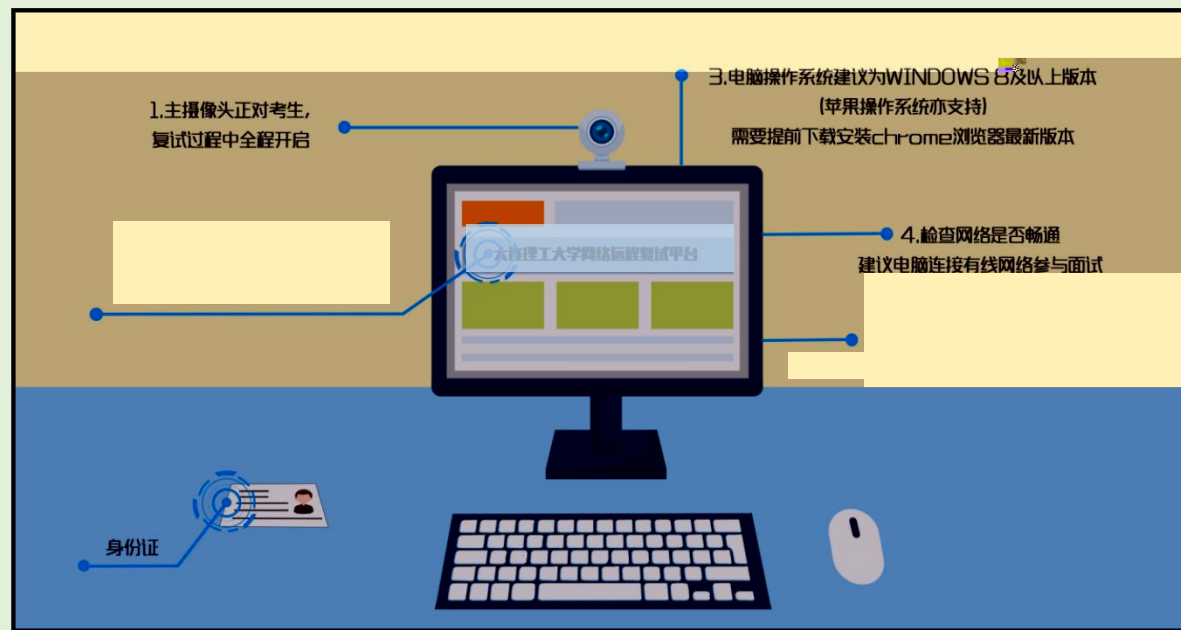 1.主摄像头正对考生,
复试过程中全程开启
3.电脑操作系统建议为WINDOWS 8及以上版本
(苹果操作系统亦支持)
需要提前下载安装chrome浏览器最新版本
大连理工大学网络远程复试平台
4.检查网络是否畅通
建议电脑连接有线网络参与面试
身份证